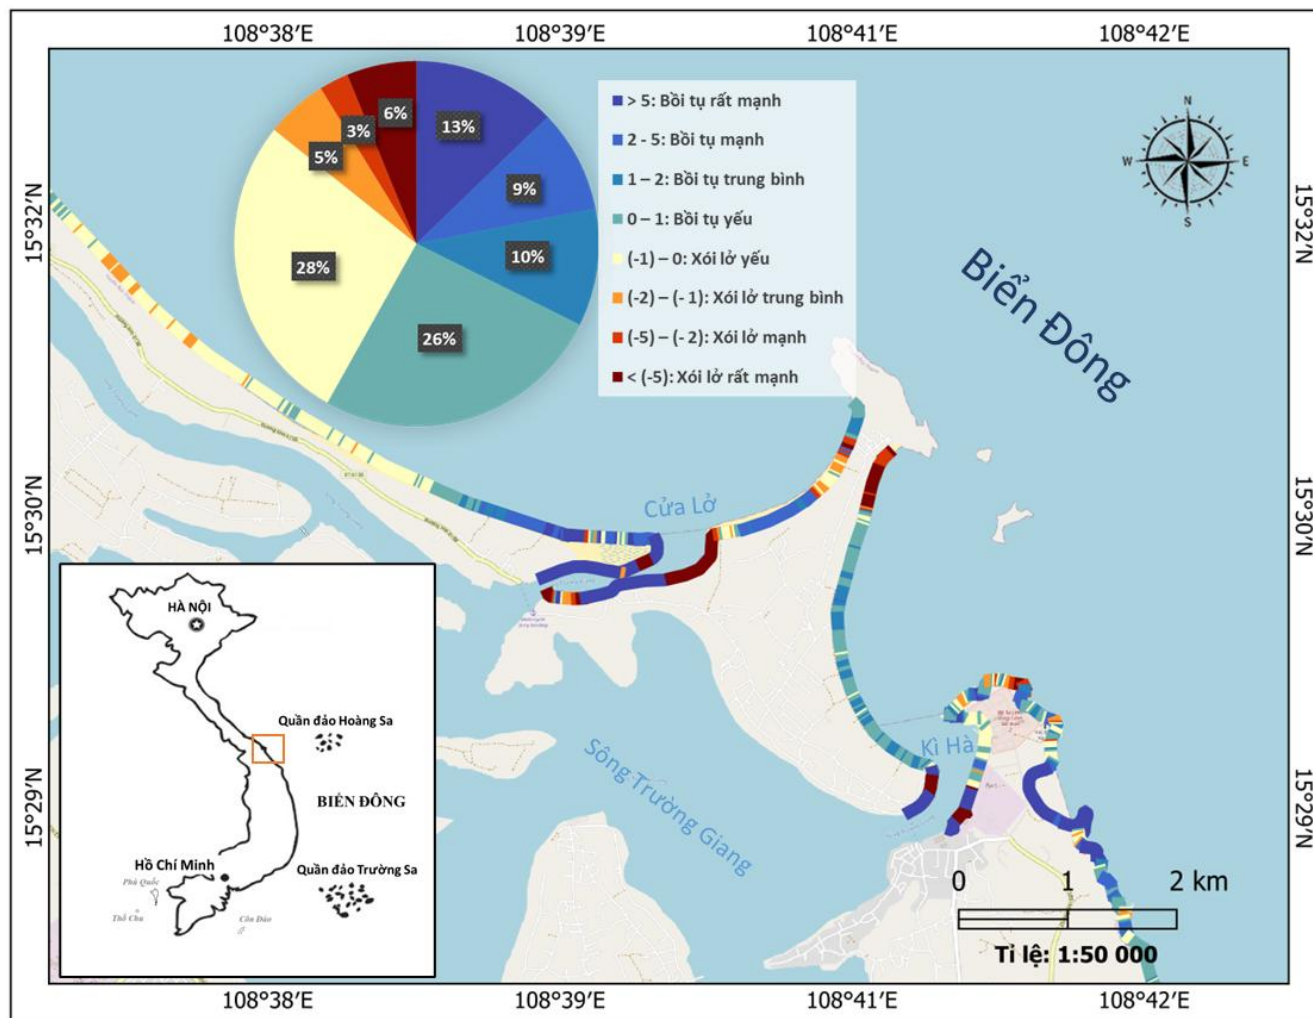 108°38′E
108°39′E
108°41′E
108°42′E
15°32′N
15°32′N
6%
13%
3%
5%
9%
10%
28%
26%
> 5: Bồi tụ rất mạnh
2 - 5: Bồi tụ mạnh
1 – 2: Bồi tụ trung bình
0 – 1: Bồi tụ yếu
(-1) – 0: Xói lở yếu
(-2) – (- 1): Xói lở trung bình
(-5) – (- 2): Xói lở mạnh
< (-5): Xói lở rất mạnh
N
W
E
S
Biển Đông
15°30′N
15°30′N
Cửa Lở
Kì Hà
Sông Trường Giang
15°29′N
15°29′N
HÀ NỘI
Quần đảo Hoàng Sa
BIỂN ĐÔNG
Hồ Chí Minh
Quần đảo Trường Sa
Phú Quốc
Thổ Chu
Côn Đảo
0
1
2 km
Tỉ lệ: 1:50 000
108°38′E
108°39′E
108°41′E
108°42′E